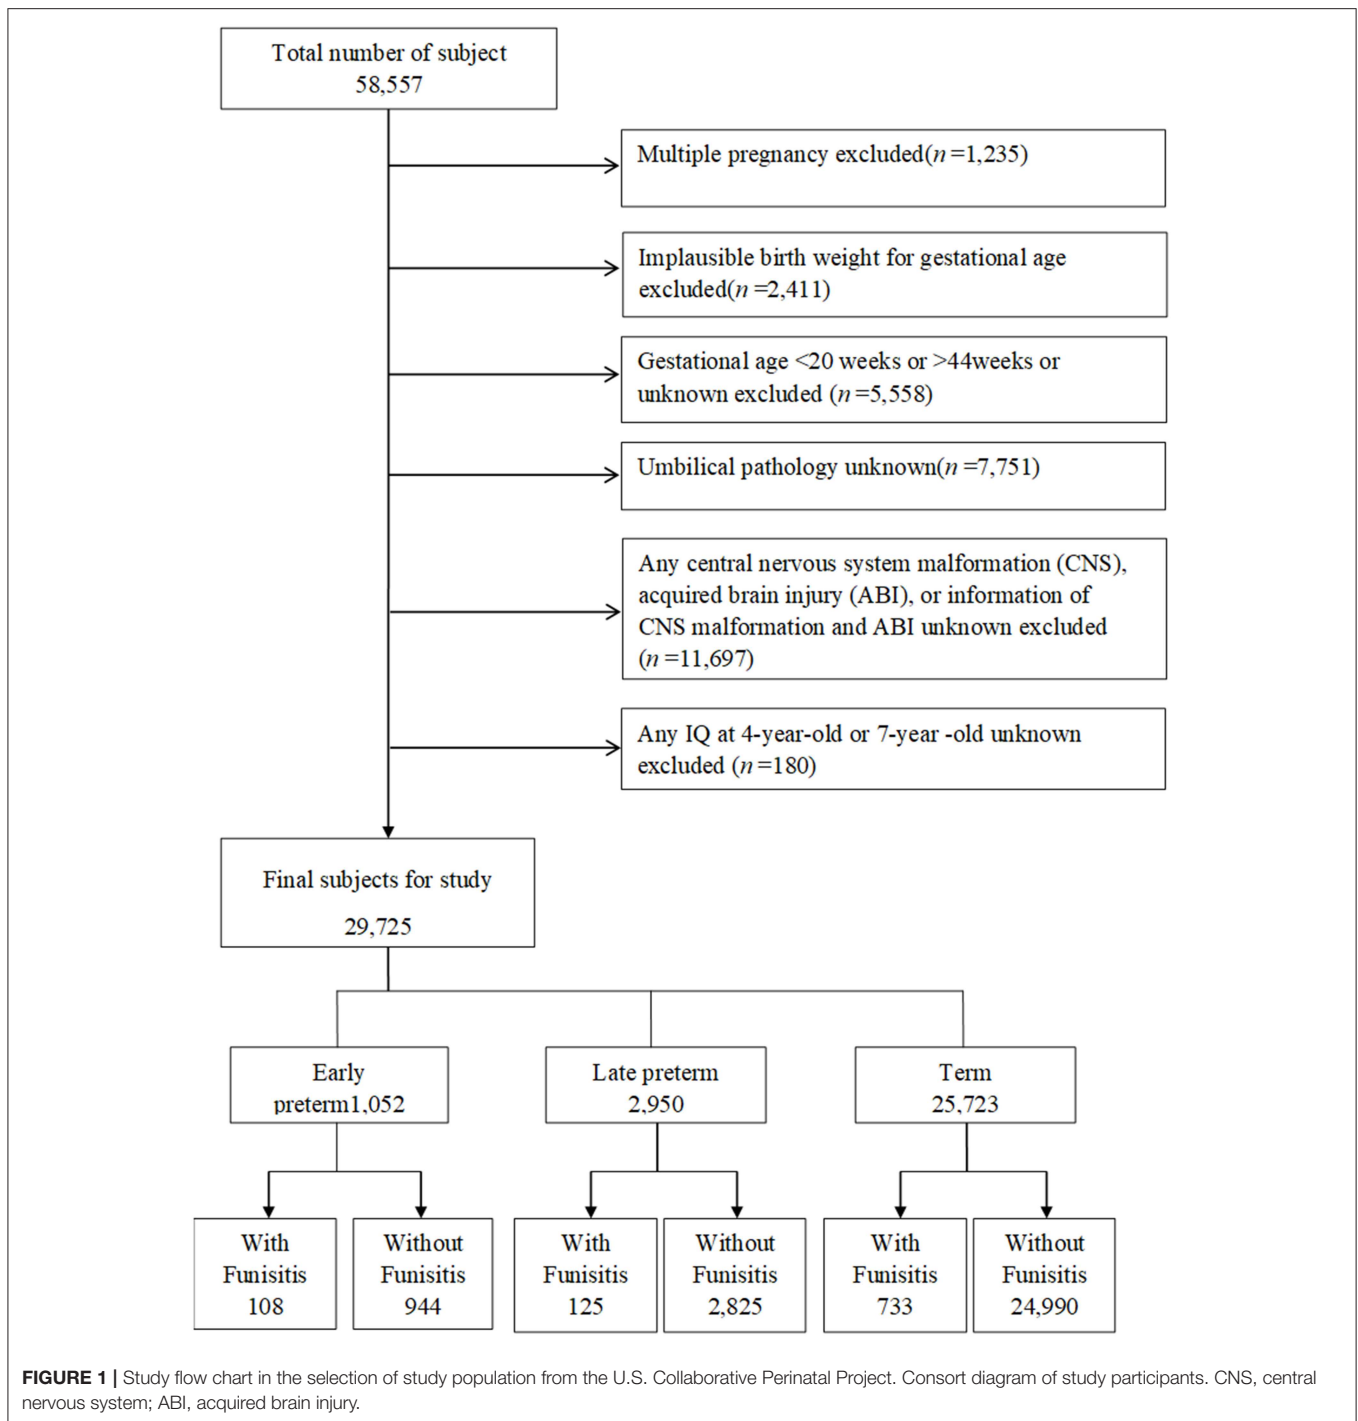 Total number of subject
58,557
Multiple pregnancy excluded(n=1,235)
Implausible birth weight for gestational age
excluded(n=2,411)
Gestational age <20 weeks or >44weeks or
unknown excluded (n=5,558)
Umbilical pathology unknown(n=7,751)
Any central nervous system malformation (CNS),
acquired brain injury (ABI), or information of
CNS malformation and ABI unknown excluded
(n=11,697)
Any IQ at 4-year-old or 7-year -old unknown
excluded (n=180)
Final subjects for study
29,725
Early
preterm1,052
Late preterm
2,950
Term
25,723
With
Funisitis
108
Without
Funisitis
944
With
Funisitis
125
Without
Funisitis
2,825
With
Funisitis
733
Without
Funisitis
24,990
FIGURE 1 | Study flow chart in the selection of study population from the U.S. Collaborative Perinatal Project. Consort diagram of study participants. CNS, central
nervous system; ABI, acquired brain injury.